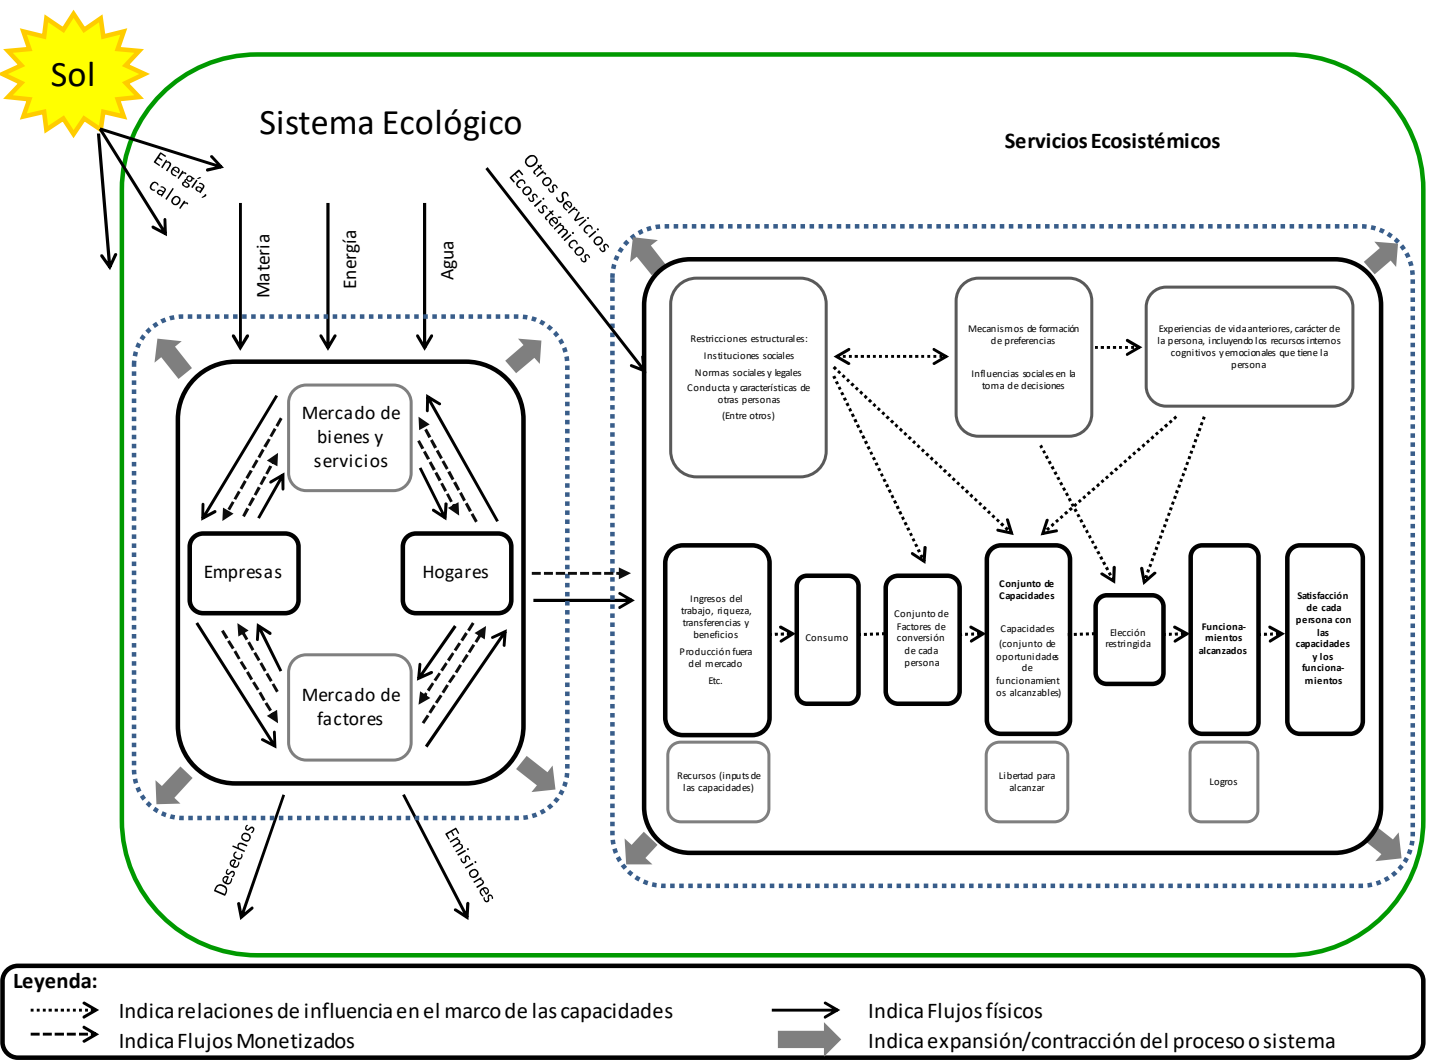 Sol
Sistema Ecológico
Servicios Ecosistémicos
Energía,
calor
Otros Servicios
Ecosistémicos
Materia
Energía
Agua
Mercado de
bienes y
servicios
Empresas
Hogares
Mercado de
factores
Desechos
Emisiones
Restricciones estructurales:
Instituciones sociales
Normas sociales y legales
Conducta y características de
otras personas
(Entre otros)
Mecanismos de formación
de preferencias
Influencias sociales en la
toma de decisiones
Experiencias de vida anteriores, carácter de
la persona, incluyendo los recursos internos
cognitivos y emocionales que tiene la
persona
Ingresos del
trabajo, riqueza,
transferencias y
beneficios
Producción fuera
del mercado
Etc.
Consumo
Conjunto de
Factores de
conversión
de cada
persona
Conjunto de
Capacidades
Capacidades
(conjunto de
oportunidades
de
funcionamient
os alcanzables)
Elección
restringida
Funciona-
mientos
alcanzados
Satisfacción
de cada
persona con
las
capacidades
y los
funciona-
mientos
Recursos (inputs de
las capacidades)
Libertad para
alcanzar
Logros
Leyenda:
Indica relaciones de influencia en el marco de las capacidades
Indica Flujos Monetizados
Indica Flujos físicos
Indica expansión/contracción del proceso o sistema